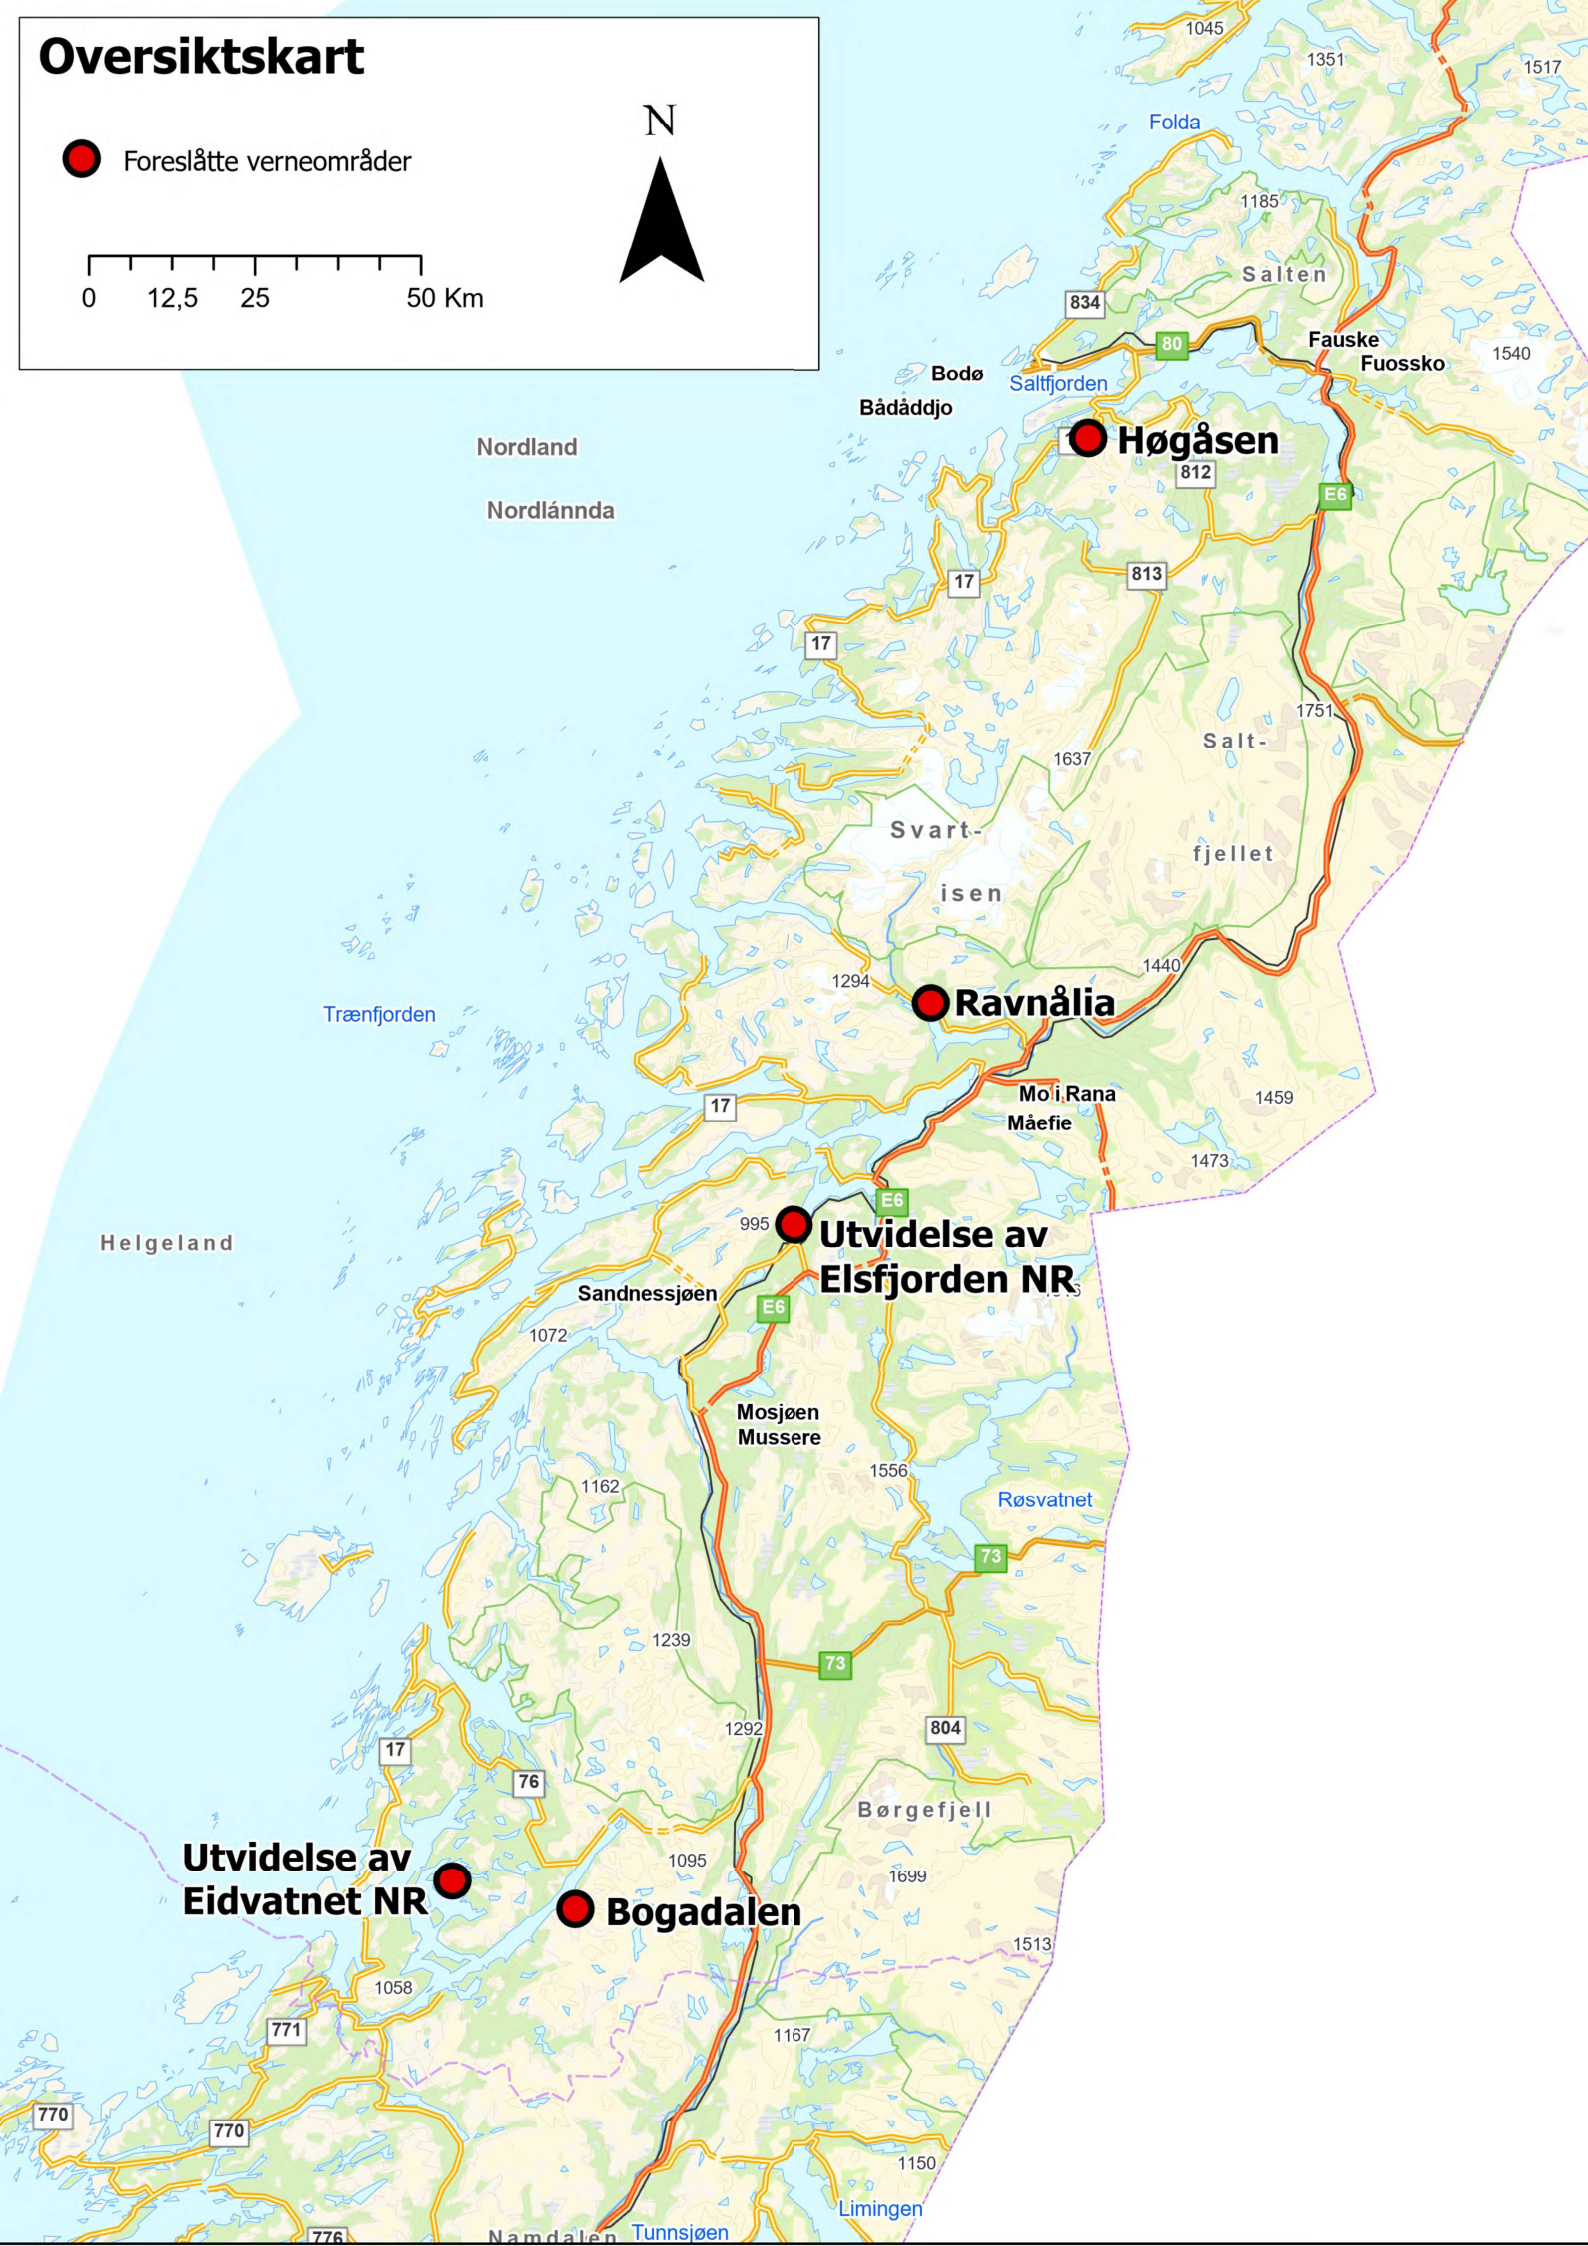 Oversiktskart
N
Foreslåtte verneområder
0 12,5 25 50 Km
1045
1351
1517
Folda
1185
Salten
834
80
Fauske
Fuossko
1540
Bodø
Bådåddjo
Saltfjorden
Høgåsen
812
Nordland
Nordlánnda
E6
17
813
17
1751
Salt-
1637
Svart-
fjellet
isen
1294
1440
Ravnålia
Trænfjorden
17
Mo i Rana
Måefie
1459
1473
E6
995
Utvidelse av
Elsfjorden NR
Helgeland
Sandnessjøen
E6
1072
Mosjøen
Mussere
1556
1162
Røsvatnet
73
1239
73
1292
804
17
76
Børgefjell
Utvidelse av
Eidvatnet NR
1095
1699
Bogadalen
1513
1058
771
1167
770
770
1150
Limingen
776
Namdalen
Tunnsjøen